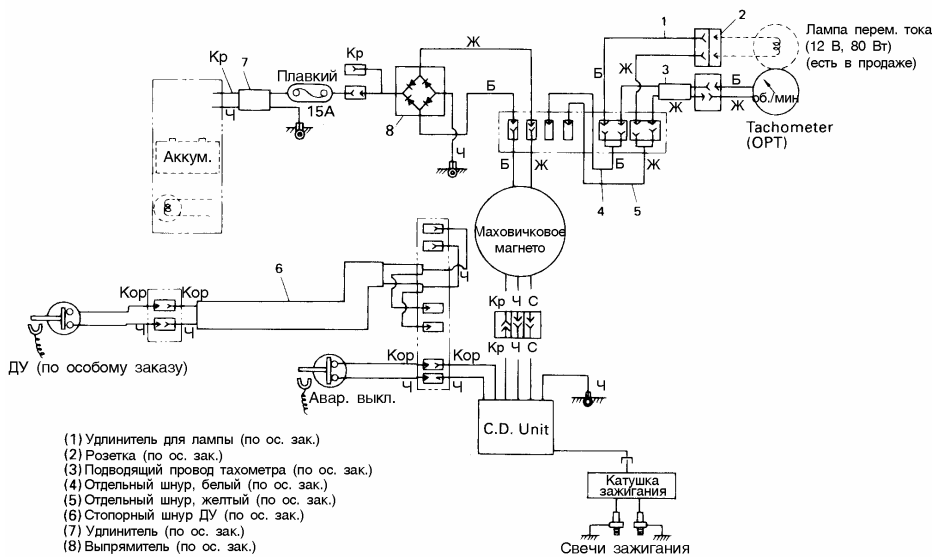 1
2
Лампа перем. тока
(12 В, 80 Вт)
(есть в продаже)
Кр
7
Плавкий
15А
Ч
Кр
Ж
Б
8
Ч
Б
Ж
3
Ж
Б
Ж
об./мин
Tachometer
(OPT)
Аккум.
Б
Ж
Б
Ж
4
5
Маховичковое
магнето
6
Ч
Кр
Ч
С
Кр
Ч
С
Кор
Кор
Ч
Ч
ДУ (по особому заказу)
Кор
Кор
Ч
Ч
Авар. выкл.
Ч
C.D. Unit
Катушка
зажигания
Свечи зажигания
(1) Удлинитель для лампы (по ос. зак.)
(2) Розетка (по ос. зак.)
(3) Подводящий провод тахометра (по ос. зак.)
(4) Отдельный шнур, белый (по ос. зак.)
(5) Отдельный шнур, желтый (по ос. зак.)
(6) Стопорный шнур ДУ (по ос. зак.)
(7) Удлинитель (по ос. зак.)
(8) Выпрямитель (по ос. зак.)